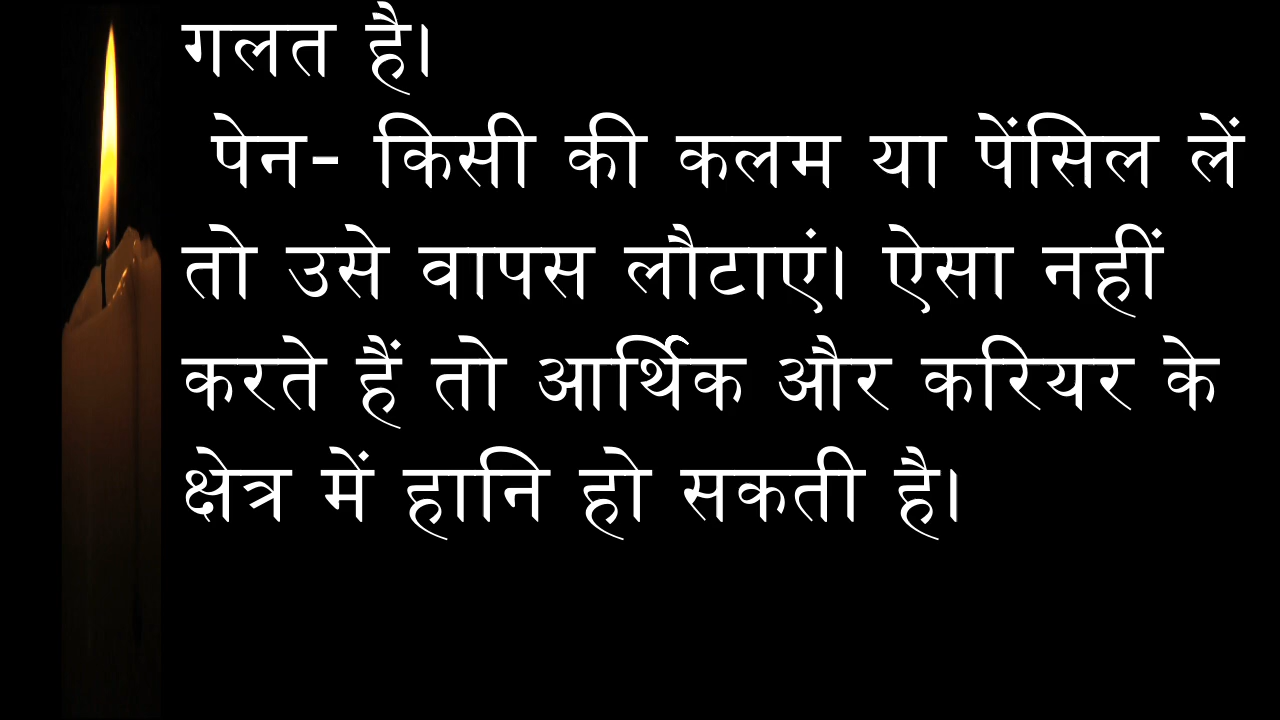 गलत है।
पेन- किसी की कलम या पेंसिल लें
तो उसे वापस लौटाएं। ऐसा नहीं
करते हैं तो आर्थिक और करियर के
क्षेत्र में हानि हो सकती है।